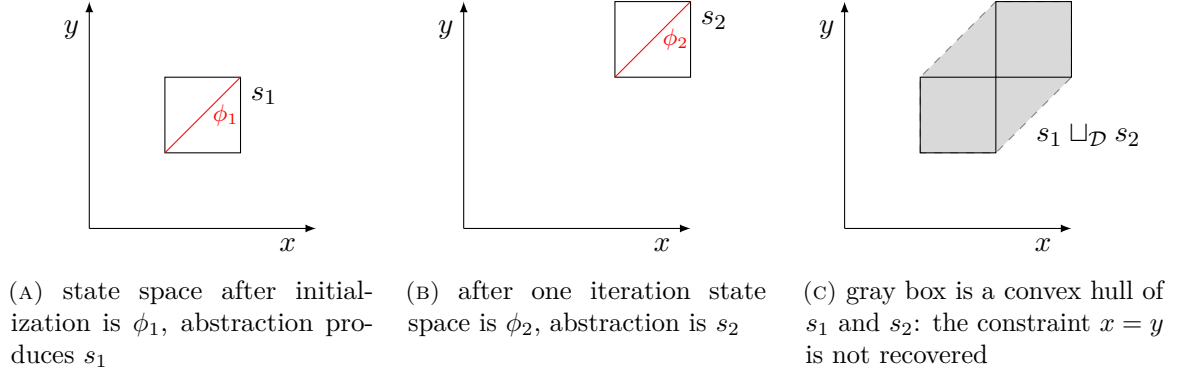 y
s₁
ϕ₁
x
y
s₂
ϕ₂
x
y
s₁ ⊔_𝒟 s₂
x
(A) state space after initial-
ization is ϕ₁, abstraction pro-
duces s₁
(B) after one iteration state
space is ϕ₂, abstraction is s₂
(C) gray box is a convex hull of
s₁ and s₂: the constraint x = y
is not recovered